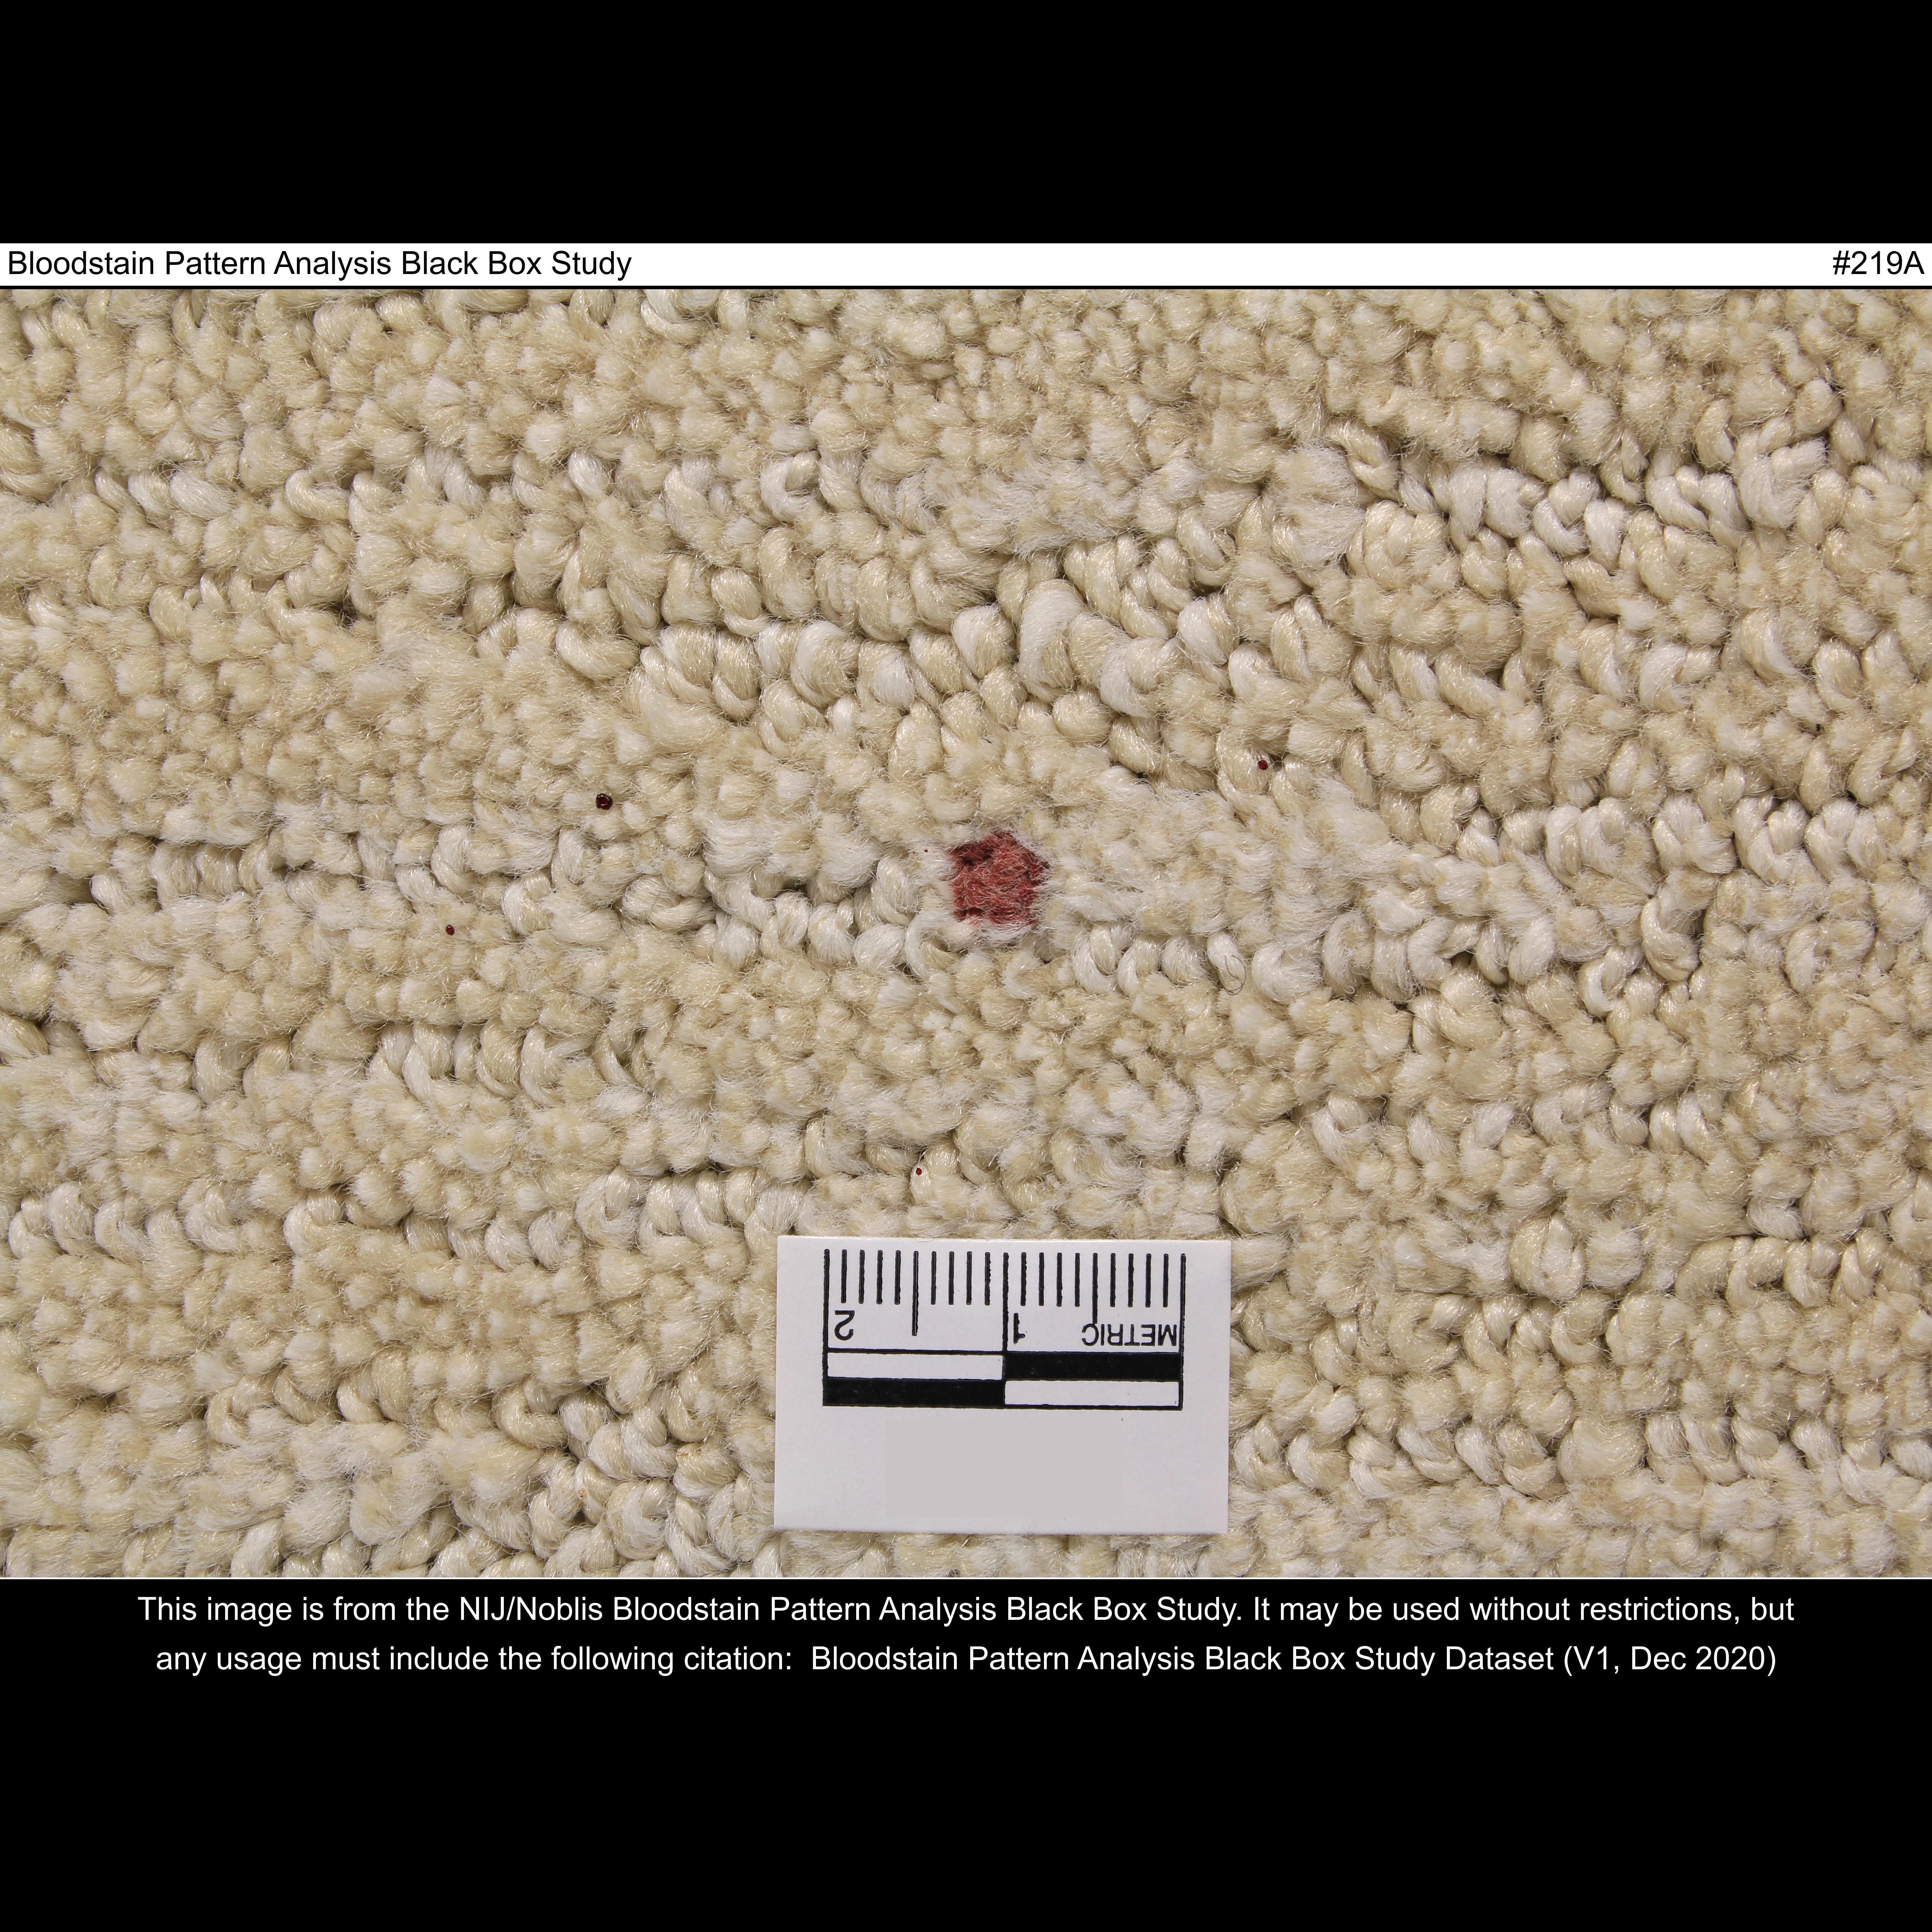 Bloodstain Pattern Analysis Black Box Study #219A
2 1 METRIC
This image is from the NIJ/Noblis Bloodstain Pattern Analysis Black Box Study. It may be used without restrictions, but
any usage must include the following citation: Bloodstain Pattern Analysis Black Box Study Dataset (V1, Dec 2020)